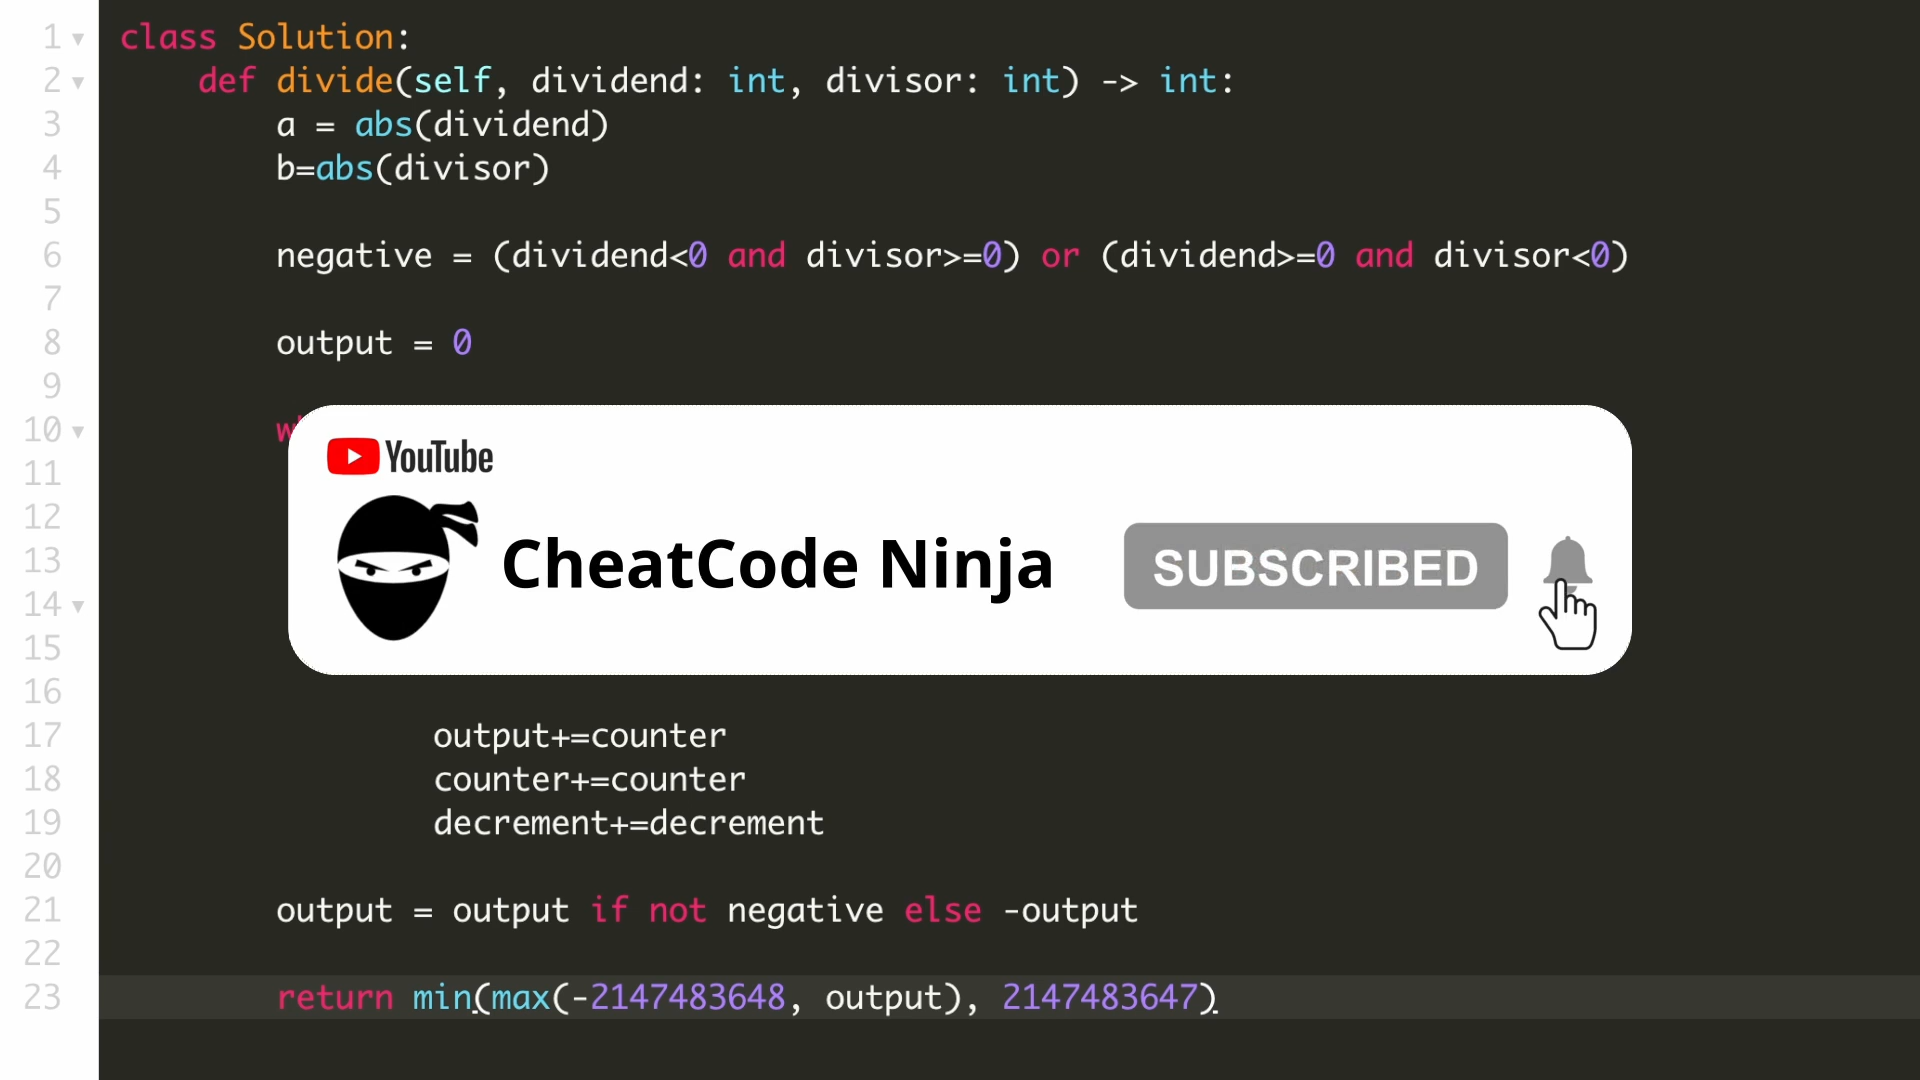 1 class Solution:
2 def divide(self, dividend: int, divisor: int) -> int:
3 a = abs(dividend)
4 b=abs(divisor)
5
6 negative = (dividend<0 and divisor>=0) or (dividend>=0 and divisor<0)
7
8 output = 0
9
10
11
12
13
14
15
16
YouTube
CheatCode Ninja
SUBSCRIBED
17 output+=counter
18 counter+=counter
19 decrement+=decrement
20
21 output = output if not negative else -output
22
23 return min(max(-2147483648, output), 2147483647)